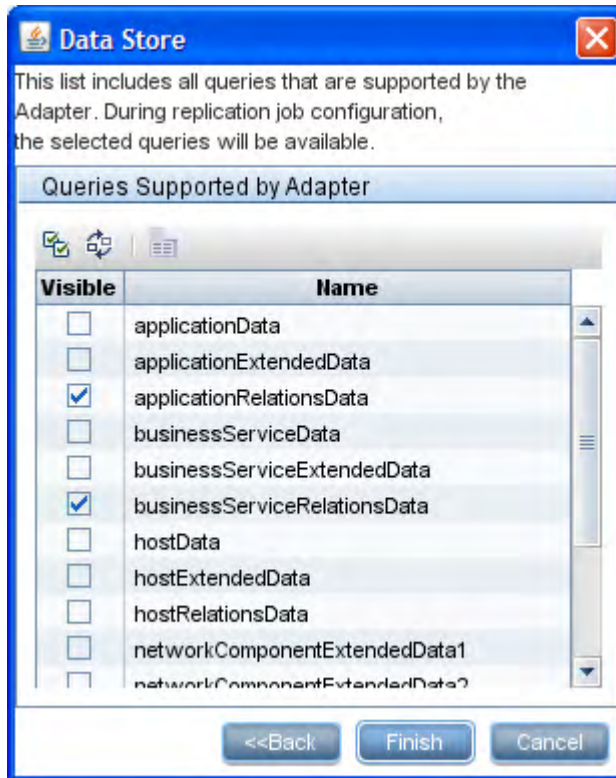 Data Store
This list includes all queries that are supported by the
Adapter. During replication job configuration,
the selected queries will be available.
Queries Supported by Adapter
Visible Name
applicationData
applicationExtendedData
applicationRelationsData
businessServiceData
businessServiceExtendedData
businessServiceRelationsData
hostData
hostExtendedData
hostRelationsData
networkComponentExtendedData1
networkComponentExtendedData2
<<Back Finish Cancel